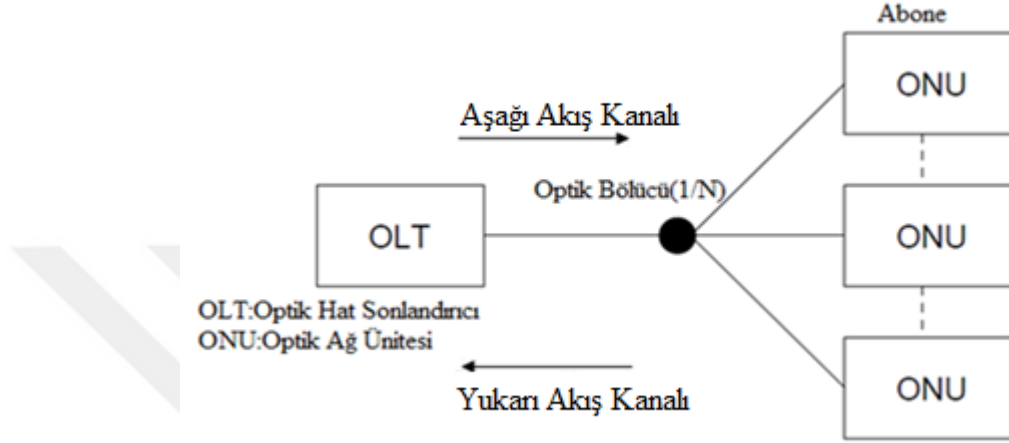 Abone
ONU
Aşağı Akış Kanalı
Optik Bölücü(1/N)
OLT
ONU
OLT:Optik Hat Sonlandırıcı
ONU:Optik Ağ Ünitesi
Yukarı Akış Kanalı
ONU